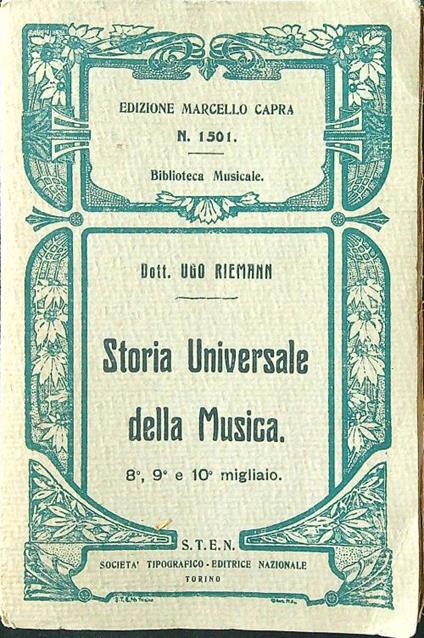 EDIZIONE MARCELLO CAPRA
N. 1501.
Biblioteca Musicale.
Dott. UGO RIEMANN
Storia Universale
della Musica.
8°, 9° e 10° migliaio.
S.T.E.N.
SOCIETA' TIPOGRAFICO-EDITRICE NAZIONALE
TORINO